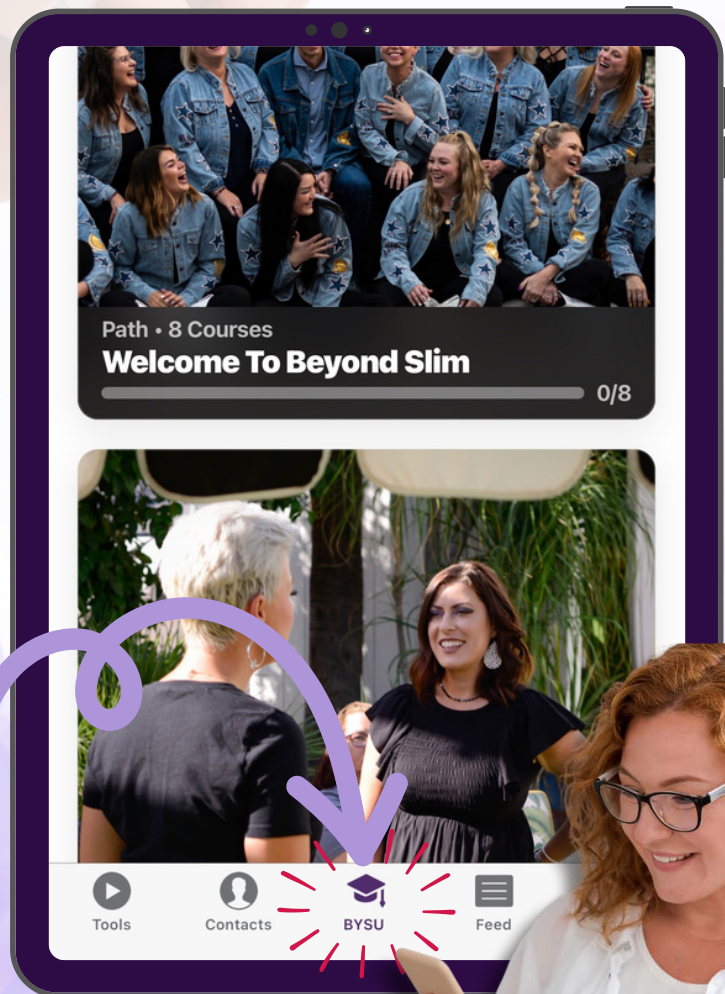 Path • 8 Courses
Welcome To Beyond Slim
0/8
Tools
Contacts
BYSU
Feed